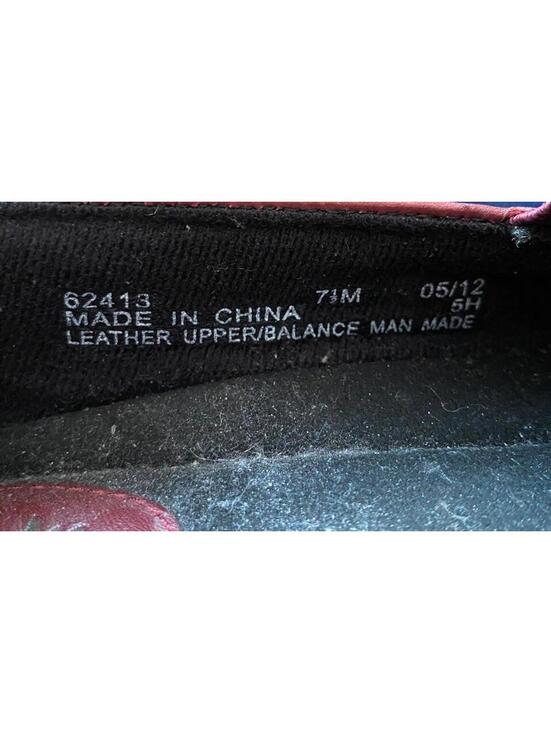 62413 7½M 05/12
5H
MADE IN CHINA
LEATHER UPPER/BALANCE MAN MADE